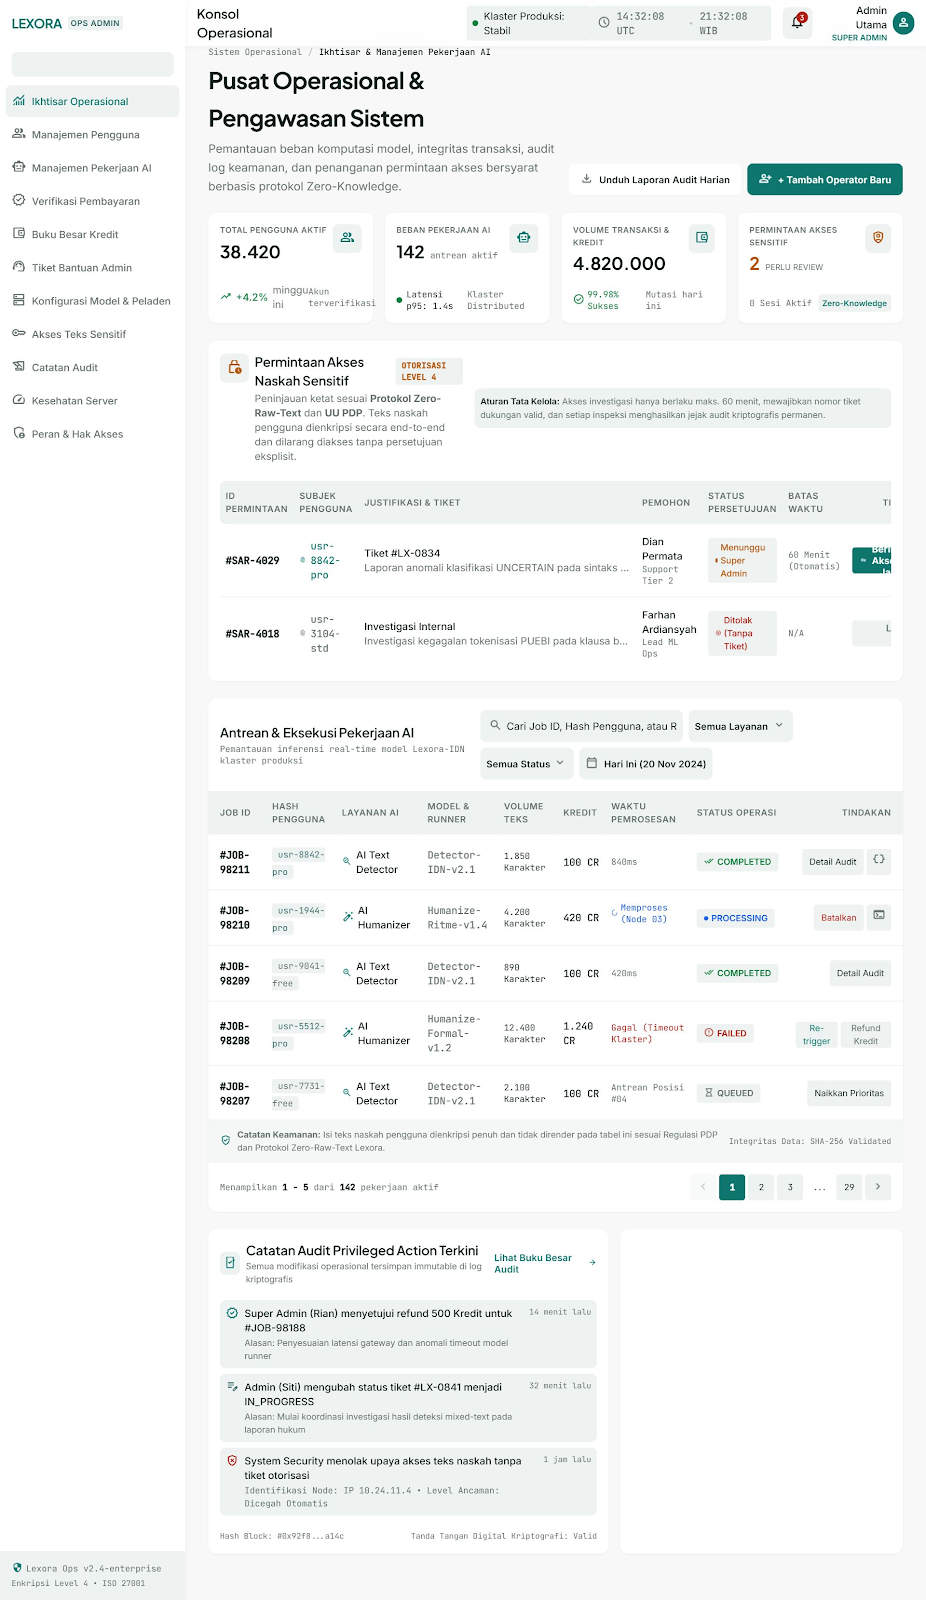 LEXORA OPS ADMIN
Ikhtisar Operasional
Manajemen Pengguna
Manajemen Pekerjaan AI
Verifikasi Pembayaran
Buku Besar Kredit
Tiket Bantuan Admin
Konfigurasi Model & Peladen
Akses Teks Sensitif
Catatan Audit
Kesehatan Server
Peran & Hak Akses
Lexora Ops v2.4-enterprise
Enkripsi Level 4 • ISO 27001
Konsol
Operasional
Klaster Produksi:
Stabil
14:32:08
UTC
•
21:32:08
WIB
3
Admin
Utama
SUPER ADMIN
Sistem Operasional / Ikhtisar & Manajemen Pekerjaan AI
Pusat Operasional &
Pengawasan Sistem
Pemantauan beban komputasi model, integritas transaksi, audit
log keamanan, dan penanganan permintaan akses bersyarat
berbasis protokol Zero-Knowledge.
Unduh Laporan Audit Harian
+ Tambah Operator Baru
TOTAL PENGGUNA AKTIF
38.420
+4.2%
minggu
ini
Akun
terverifikasi
BEBAN PEKERJAAN AI
142 antrean aktif
Latensi
p95: 1.4s
Klaster
Distributed
VOLUME TRANSAKSI &
KREDIT
4.820.000
99.98%
Sukses
Mutasi hari
ini
PERMINTAAN AKSES
SENSITIF
2 PERLU REVIEW
0 Sesi Aktif
Zero-Knowledge
Permintaan Akses
Naskah Sensitif
OTORISASI
LEVEL 4
Peninjauan ketat sesuai Protokol Zero-
Raw-Text dan UU PDP. Teks naskah
pengguna dienkripsi secara end-to-end
dan dilarang diakses tanpa persetujuan
eksplisit.
Aturan Tata Kelola: Akses investigasi hanya berlaku maks. 60 menit, mewajibkan nomor tiket
dukungan valid, dan setiap inspeksi menghasilkan jejak audit kriptografis permanen.
ID
PERMINTAAN
SUBJEK
PENGGUNA
JUSTIFIKASI & TIKET
PEMOHON
STATUS
PERSETUJUAN
BATAS
WAKTU
TI
#SAR-4029
usr-
8842-
pro
Tiket #LX-0834
Laporan anomali klasifikasi UNCERTAIN pada sintaks ...
Dian
Permata
Support
Tier 2
Menunggu
Super
Admin
60 Menit
(Otomatis)
#SAR-4018
usr-
3104-
std
Investigasi Internal
Investigasi kegagalan tokenisasi PUEBI pada klausa b...
Farhan
Ardiansyah
Lead ML
Ops
Ditolak
(Tanpa
Tiket)
N/A
L
Antrean & Eksekusi Pekerjaan AI
Pemantauan inferensi real-time model Lexora-IDN
klaster produksi
Cari Job ID, Hash Pengguna, atau R
Semua Layanan
Semua Status
Hari Ini (20 Nov 2024)
JOB ID
HASH
PENGGUNA
LAYANAN AI
MODEL &
RUNNER
VOLUME
TEKS
KREDIT
WAKTU
PEMROSESAN
STATUS OPERASI
TINDAKAN
#JOB-
98211
usr-8842-
pro
AI Text
Detector
Detector-
IDN-v2.1
1.850
Karakter
100 CR
840ms
COMPLETED
Detail Audit
{}
#JOB-
98210
usr-1944-
pro
AI
Humanizer
Humanize-
Ritme-v1.4
4.200
Karakter
420 CR
Memproses
(Node 03)
PROCESSING
Batalkan
#JOB-
98209
usr-9041-
free
AI Text
Detector
Detector-
IDN-v2.1
890
Karakter
100 CR
420ms
COMPLETED
Detail Audit
#JOB-
98208
usr-5512-
pro
AI
Humanizer
Humanize-
Formal-
v1.2
12.400
Karakter
1.240
CR
Gagal (Timeout
Klaster)
FAILED
Re-
trigger
Refund
Kredit
#JOB-
98207
usr-7731-
free
AI Text
Detector
Detector-
IDN-v2.1
2.100
Karakter
100 CR
Antrean Posisi
#04
QUEUED
Naikkan Prioritas
Catatan Keamanan: Isi teks naskah pengguna dienkripsi penuh dan tidak dirender pada tabel ini sesuai Regulasi PDP
dan Protokol Zero-Raw-Text Lexora.
Integritas Data: SHA-256 Validated
Menampilkan 1 - 5 dari 142 pekerjaan aktif
1 2 3 ... 29
Catatan Audit Privileged Action Terkini
Semua modifikasi operasional tersimpan immutable di log
kriptografis
Lihat Buku Besar
Audit
Super Admin (Rian) menyetujui refund 500 Kredit untuk
#JOB-98188
14 menit lalu
Alasan: Penyesuaian latensi gateway dan anomali timeout model
runner
Admin (Siti) mengubah status tiket #LX-0841 menjadi
IN_PROGRESS
32 menit lalu
Alasan: Mulai koordinasi investigasi hasil deteksi mixed-text pada
laporan hukum
System Security menolak upaya akses teks naskah tanpa
tiket otorisasi
1 jam lalu
Identifikasi Node: IP 10.24.11.4 • Level Ancaman:
Dicegah Otomatis
Hash Block: #0x92f8...a14c
Tanda Tangan Digital Kriptografi: Valid